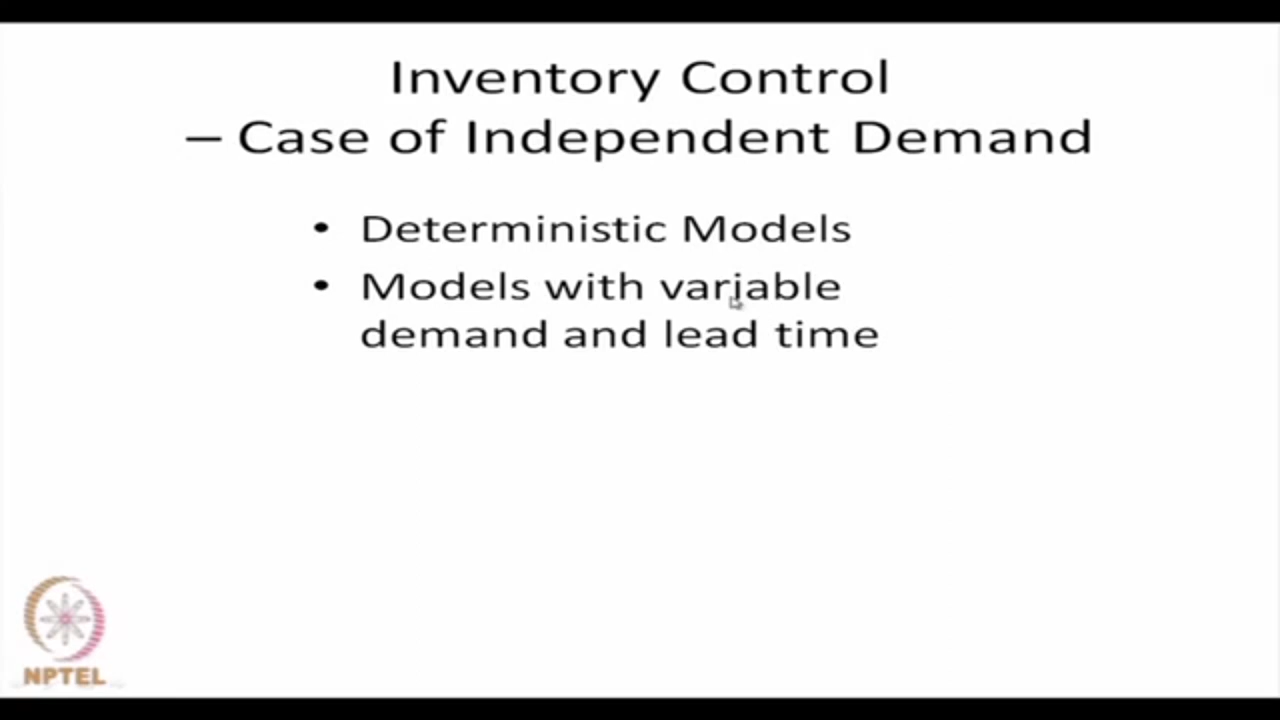 Inventory Control
– Case of Independent Demand
• Deterministic Models
• Models with variable
demand and lead time
NPTEL